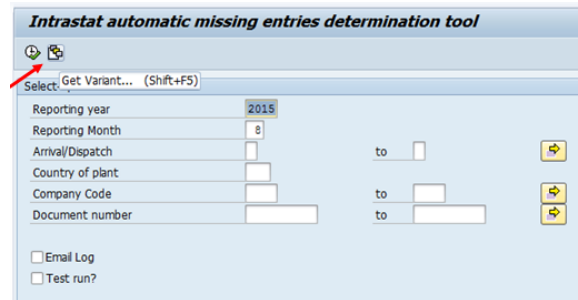 Intrastat automatic missing entries determination tool
Get Variant... (Shift+F5)
Select
Reporting year 2015
Reporting Month 8
Arrival/Dispatch to
Country of plant
Company Code to
Document number to
Email Log
Test run?